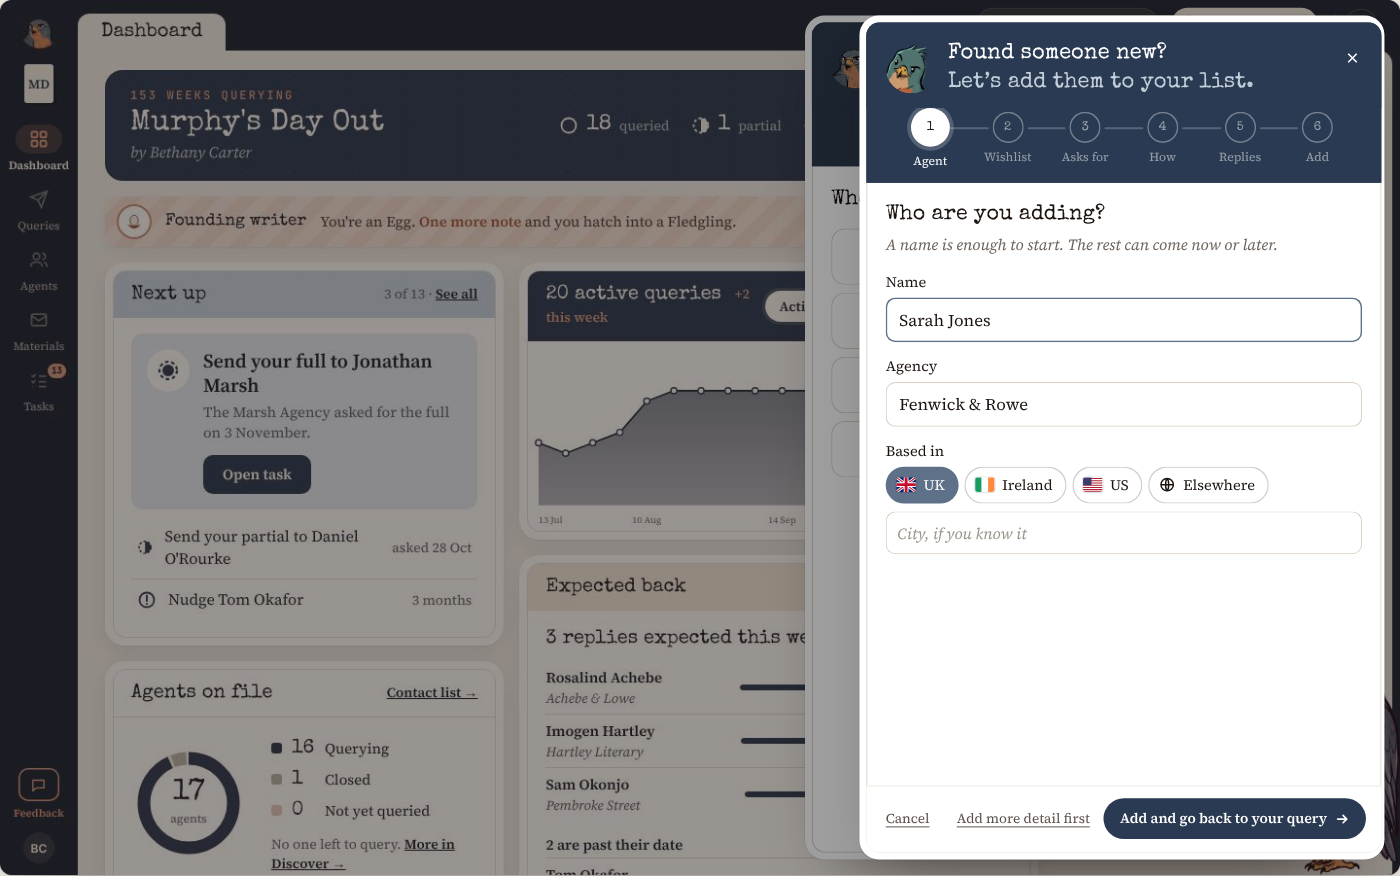 Dashboard
MD
Dashboard
Queries
Agents
Materials
13
Tasks
Feedback
BC
153 WEEKS QUERYING
Murphy's Day Out
by Bethany Carter
18 queried
1 partial
Founding writer You're an Egg. One more note and you hatch into a Fledgling.
Next up 3 of 13 · See all
Send your full to Jonathan
Marsh
The Marsh Agency asked for the full
on 3 November.
Open task
Send your partial to Daniel
O'Rourke
asked 28 Oct
Nudge Tom Okafor 3 months
Agents on file Contact list →
17
agents
16 Querying
1 Closed
0 Not yet queried
No one left to query. More in
Discover →
20 active queries +2
this week
Acti
13 Jul 10 Aug 14 Sep
Expected back
3 replies expected this we
Rosalind Achebe
Achebe & Lowe
Imogen Hartley
Hartley Literary
Sam Okonjo
Pembroke Street
2 are past their date
Tom Okafor
Wh
Found someone new?
Let's add them to your list.
1 2 3 4 5 6
Agent Wishlist Asks for How Replies Add
Who are you adding?
A name is enough to start. The rest can come now or later.
Name
Sarah Jones
Agency
Fenwick & Rowe
Based in
UK Ireland US Elsewhere
City, if you know it
Cancel Add more detail first Add and go back to your query →